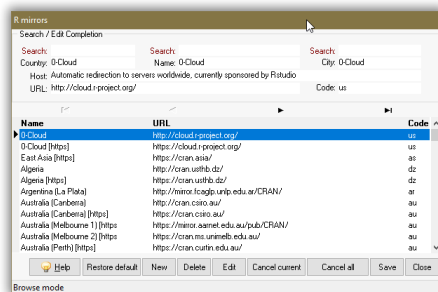 R mirrors
Search / Edit Completion
Search: Search: Search:
Country: 0-Cloud Name: 0-Cloud City: 0-Cloud
Host: Automatic redirection to servers worldwide, currently sponsored by Rstudio
URL: http://cloud.r-project.org/ Code: us
Name URL Code
0-Cloud http://cloud.r-project.org/ us
0-Cloud [https] https://cloud.r-project.org/ us
East Asia [https] https://cran.asia/ as
Algeria http://cran.usthb.dz/ dz
Algeria [https] https://cran.usthb.dz/ dz
Argentina (La Plata) http://mirror.fcaglp.unlp.edu.ar/CRAN/ ar
Australia (Canberra) http://cran.csiro.au/ au
Australia (Canberra) [https] https://cran.csiro.au/ au
Australia (Melbourne 1) [https https://mirror.aarnet.edu.au/pub/CRAN/ au
Australia (Melbourne 2) [https https://cran.ms.unimelb.edu.au/ au
Australia (Perth) [https] https://cran.curtin.edu.au/ au
Help Restore default New Delete Edit Cancel current Cancel all Save Close
Browse mode